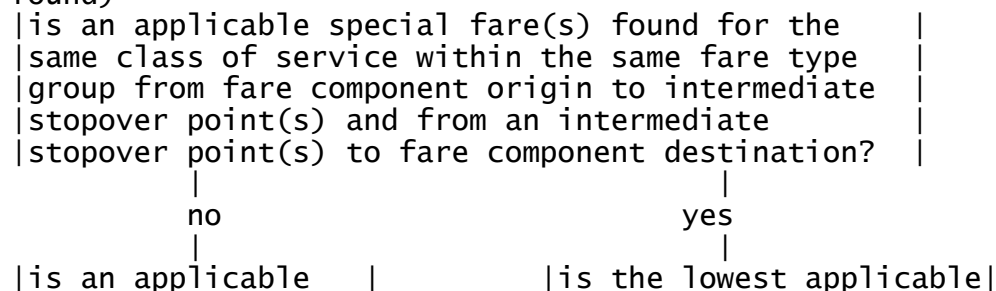 |is an applicable special fare(s) found for the |
|same class of service within the same fare type |
|group from fare component origin to intermediate |
|stopover point(s) and from an intermediate |
|stopover point(s) to fare component destination? |
| |
no yes
| |
|is an applicable | |is the lowest applicable|